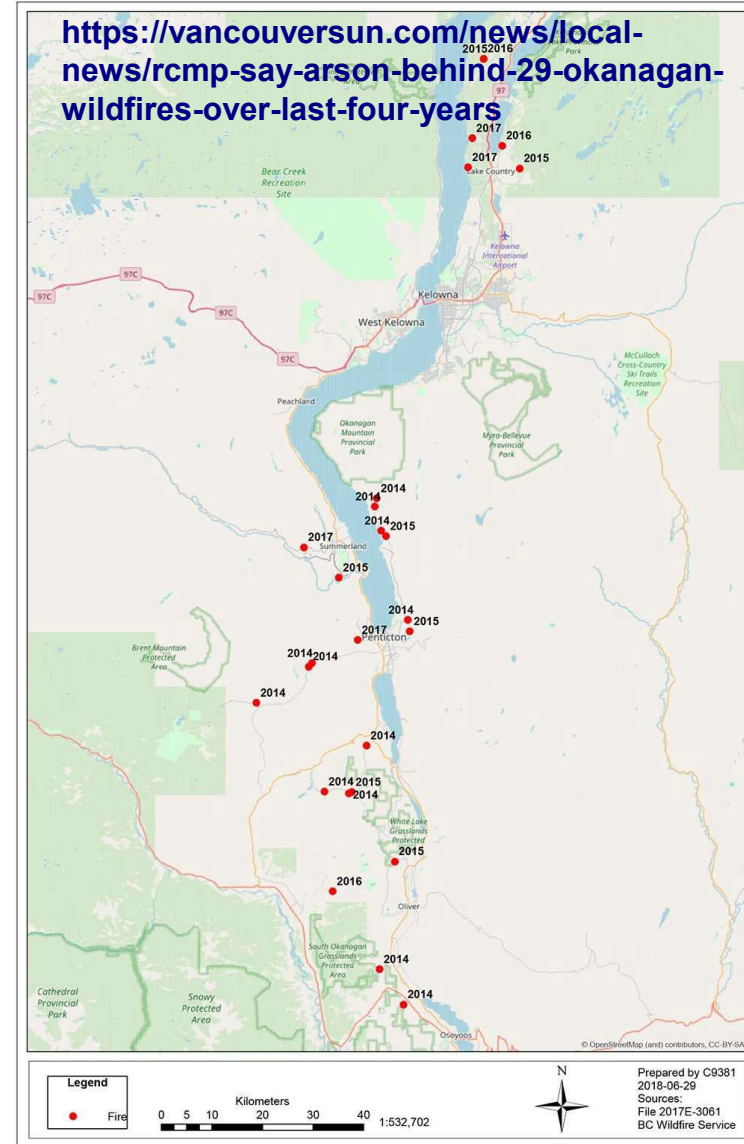 https://vancouversun.com/news/local-
news/rcmp-say-arson-behind-29-okanagan-
wildfires-over-last-four-years
Park
2015 2016
Area
97
2017
2016
2017
2015
Lake Country
Bear Creek
Recreation
Site
Kelowna
International
Airport
97C
97C
97C
97C
Kelowna
West Kelowna
McCulloch
Cross-Country
Ski Trails
Recreation
Site
Peachland
Okanagan
Mountain
Provincial
Park
Myra-Bellevue
Provincial
Park
2014
2014
2014
2015
2017
Summerland
2015
2014
2015
2017
Penticton
Brent Mountain
Protected
Area
2014
2014
2014
2014
2014
2015
2014
White Lake
Grasslands
Protected
2015
2016
Oliver
South Okanagan
Grasslands
Protected
Area
2014
Cathedral
Provincial
Park
Snowy
Protected
Area
2014
Osoyoos
© OpenStreetMap (and) contributors, CC-BY-SA
Legend
Fire
Kilometers
0 5 10 20 30 40
1:532,702
N
Prepared by C9381
2018-06-29
Sources:
File 2017E-3061
BC Wildfire Service